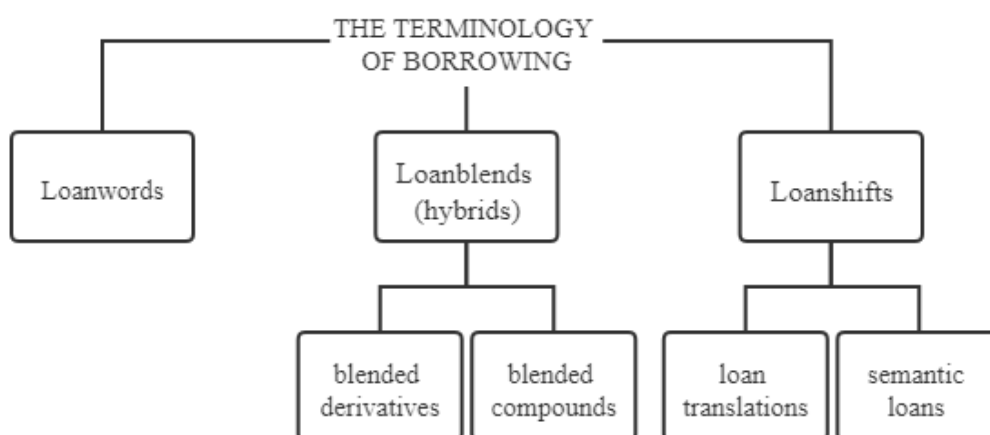 THE TERMINOLOGY
OF BORROWING
Loanwords
Loanblends
(hybrids)
Loanshifts
blended
derivatives
blended
compounds
loan
translations
semantic
loans